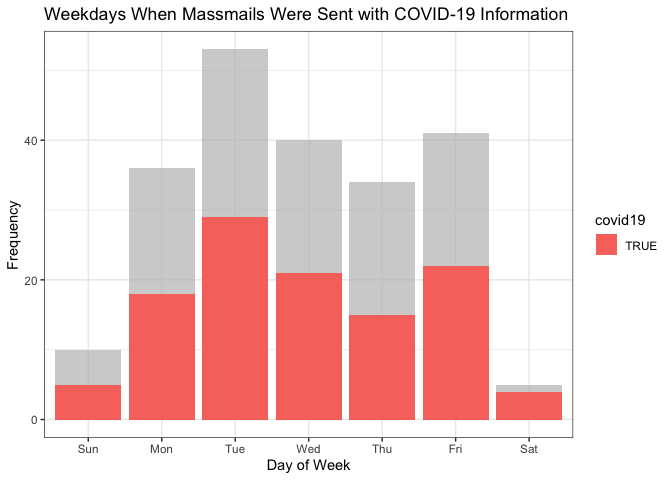 Weekdays When Massmails Were Sent with COVID-19 Information
40
20
0
Frequency
Sun Mon Tue Wed Thu Fri Sat
Day of Week
covid19
TRUE